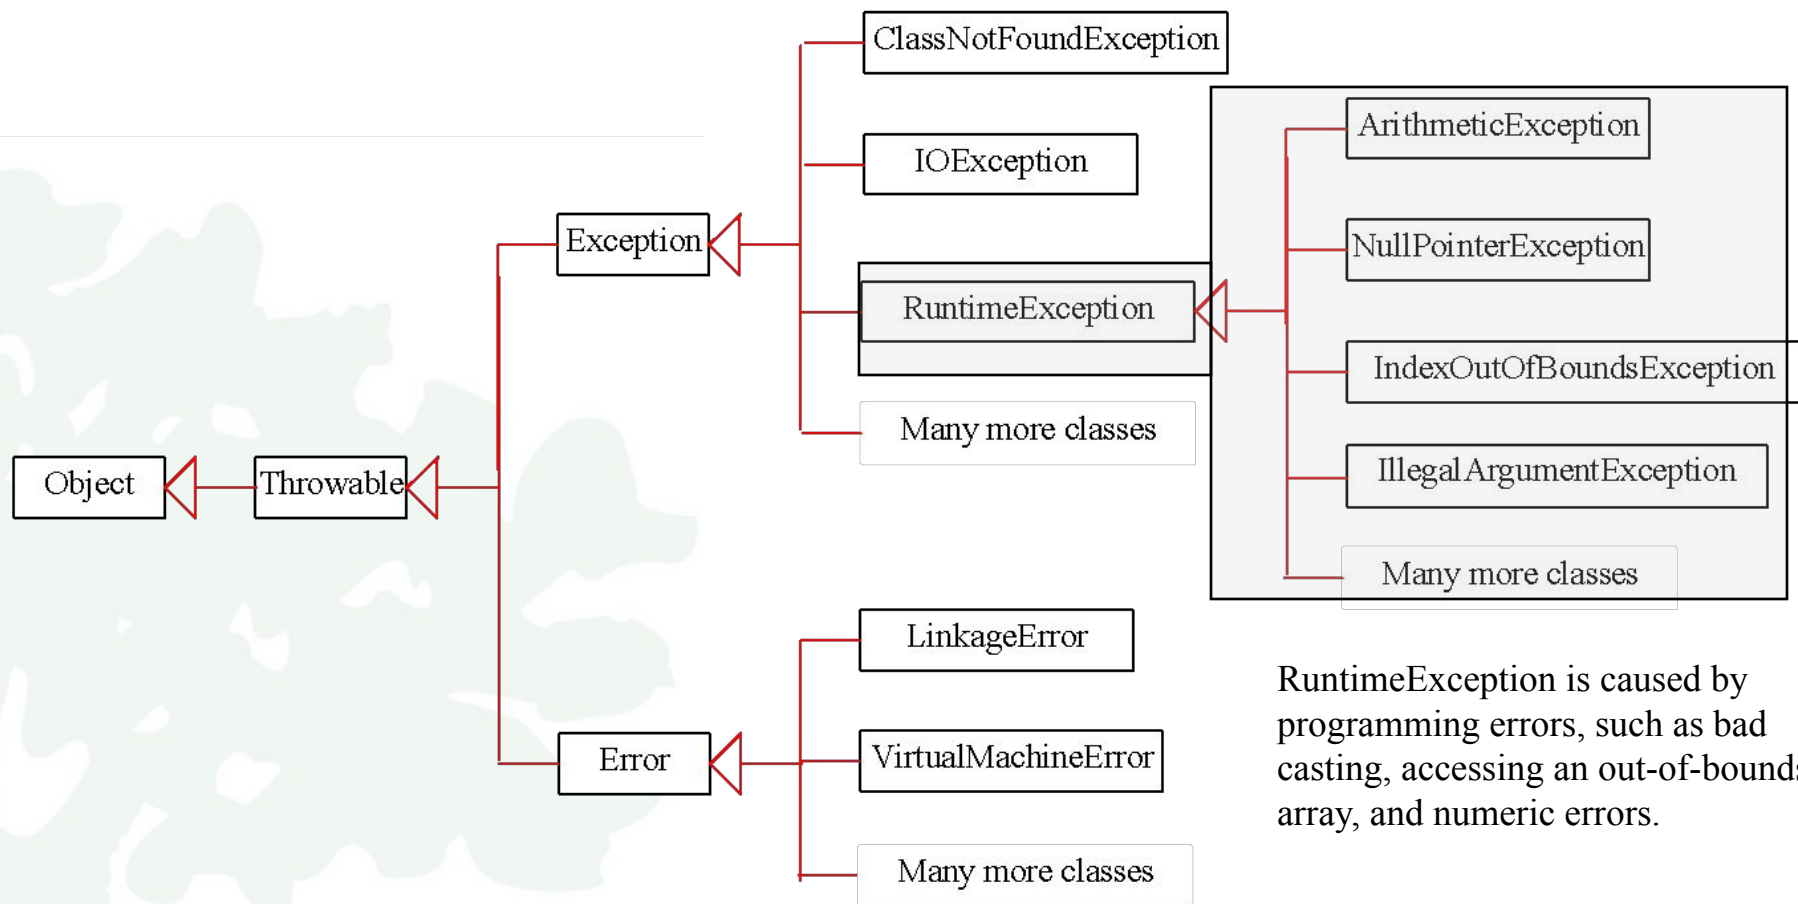 ClassNotFoundException
ArithmeticException
IOException
Exception
NullPointerException
RuntimeException
IndexOutOfBoundsException
Many more classes
Object
Throwable
IllegalArgumentException
Many more classes
LinkageError
RuntimeException is caused by
programming errors, such as bad
casting, accessing an out-of-bounds
array, and numeric errors.
Error
VirtualMachineError
Many more classes